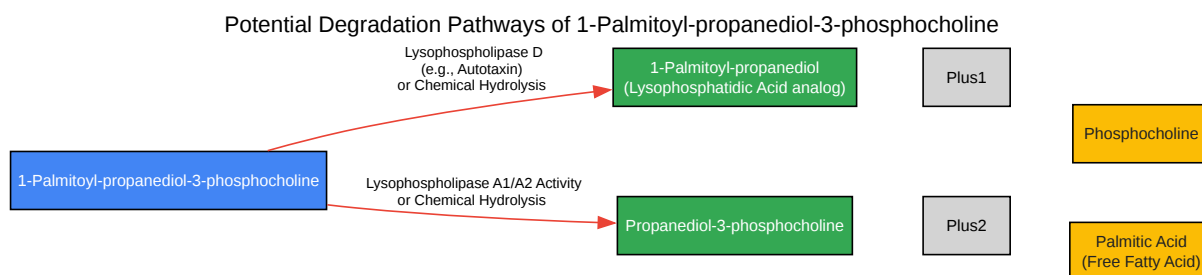 Potential Degradation Pathways of 1-Palmitoyl-propanediol-3-phosphocholine
Lysophospholipase D
(e.g., Autotaxin)
or Chemical Hydrolysis
1-Palmitoyl-propanediol
(Lysophosphatidic Acid analog)
Plus1
Phosphocholine
1-Palmitoyl-propanediol-3-phosphocholine
Lysophospholipase A1/A2 Activity
or Chemical Hydrolysis
Propanediol-3-phosphocholine
Plus2
Palmitic Acid
(Free Fatty Acid)